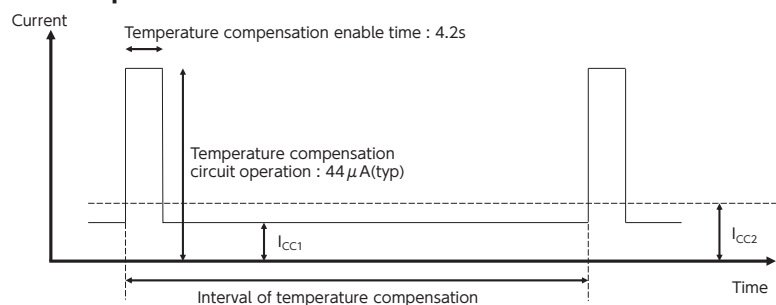 Current
Temperature compensation enable time : 4.2s
Temperature compensation
circuit operation : 44μA(typ)
ICC1
ICC2
Time
Interval of temperature compensation